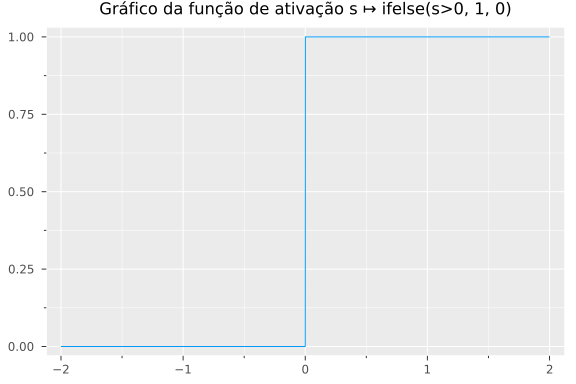 Gráfico da função de ativação s ↦ ifelse(s>0, 1, 0)
1.00
0.75
0.50
0.25
0.00
−2 −1 0 1 2